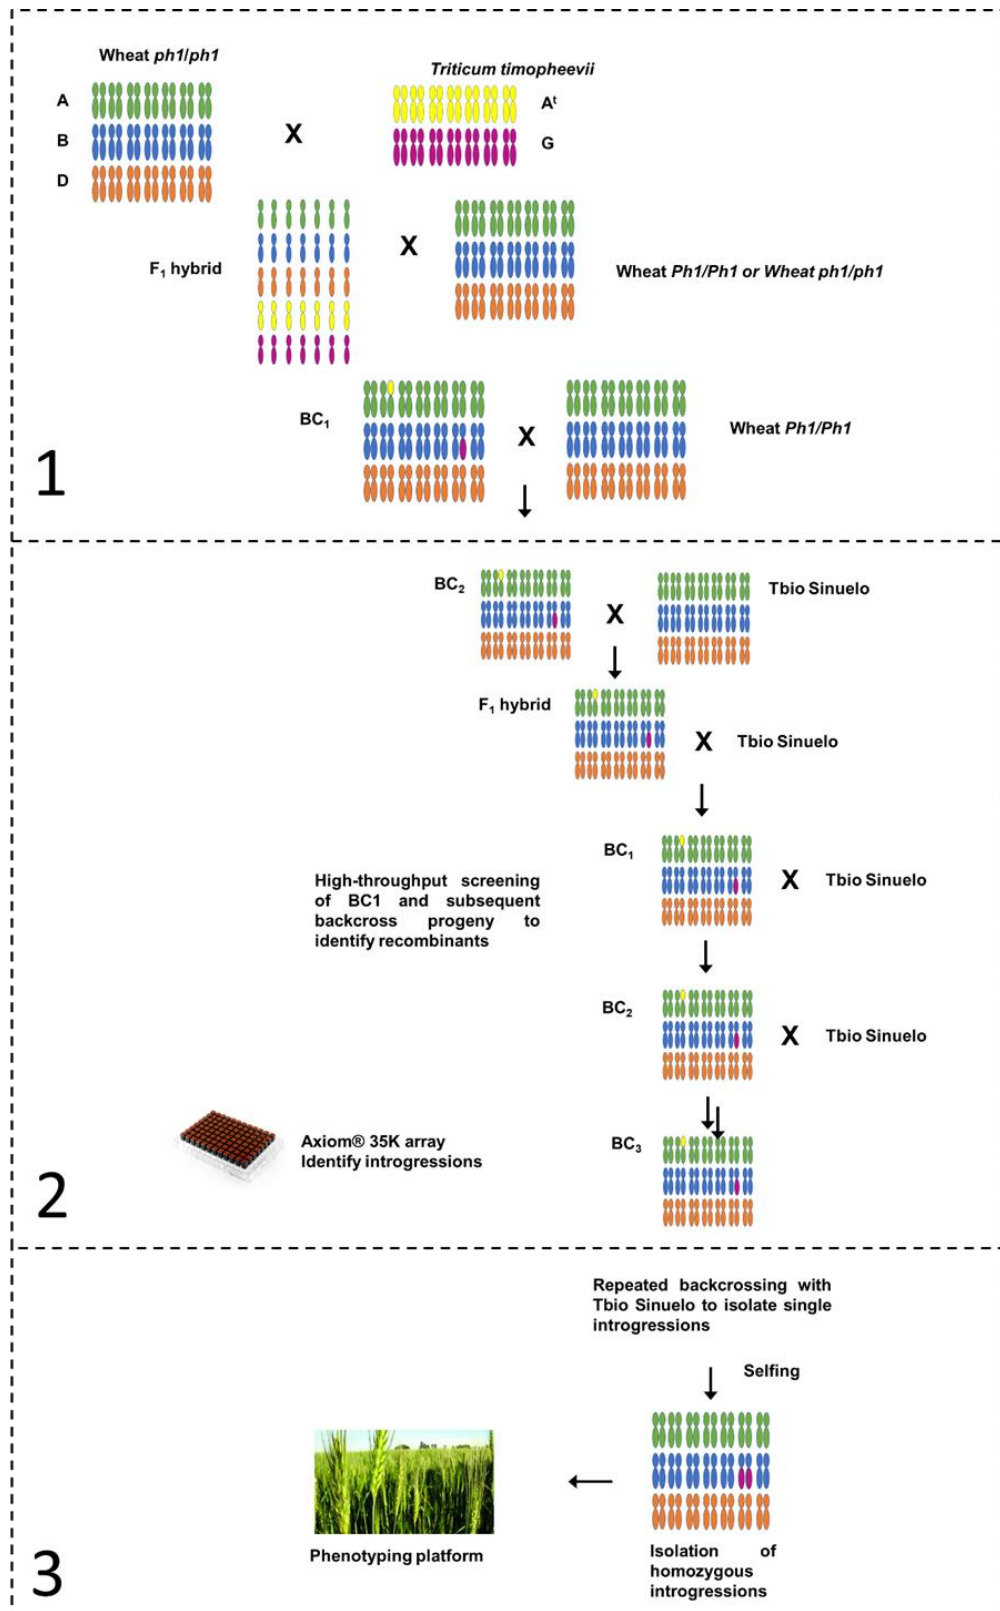 Wheat ph1/ph1
Triticum timopheevii
A
Aᵗ
X
B
G
D
F₁ hybrid
X
Wheat Ph1/Ph1 or Wheat ph1/ph1
BC₁
X
Wheat Ph1/Ph1
1
BC₂
X
Tbio Sinuelo
F₁ hybrid
X
Tbio Sinuelo
BC₁
X
Tbio Sinuelo
High-throughput screening
of BC1 and subsequent
backcross progeny to
identify recombinants
BC₂
X
Tbio Sinuelo
Axiom® 35K array
Identify introgressions
BC₃
2
Repeated backcrossing with
Tbio Sinuelo to isolate single
introgressions
Selfing
Phenotyping platform
Isolation of
homozygous
introgressions
3